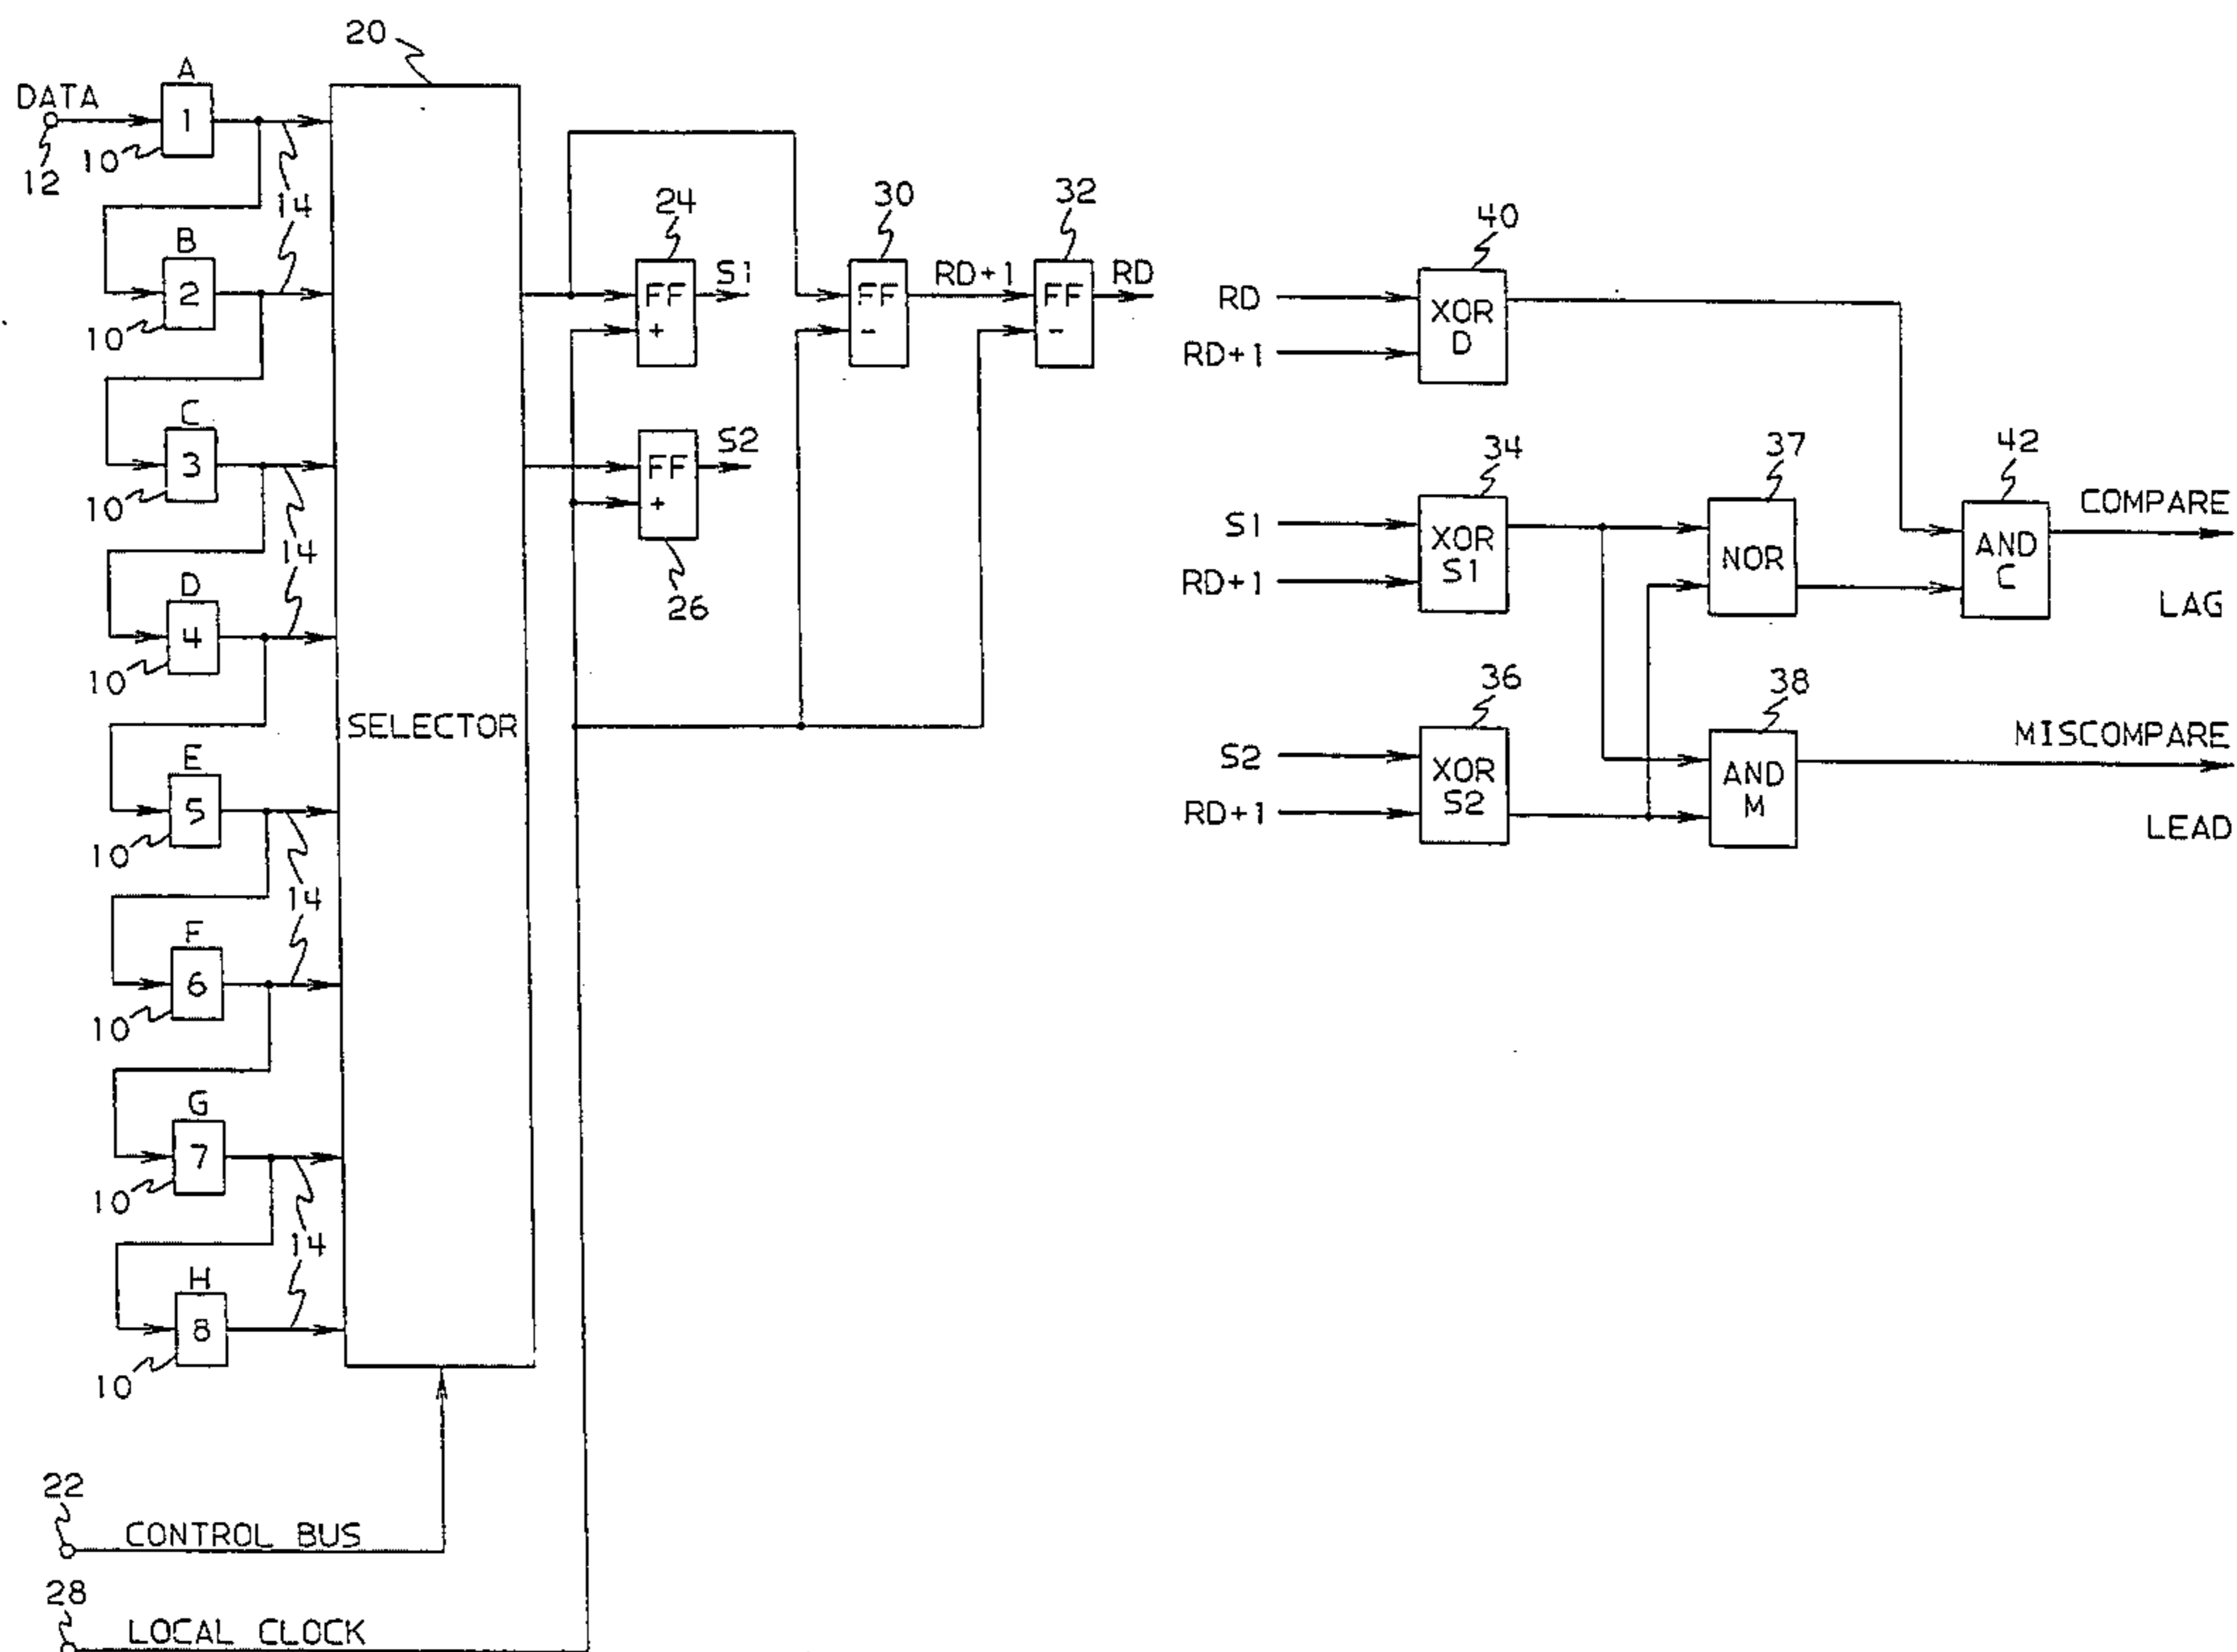 20
DATA
A
1
10
12
14
B
2
10
C
3
10
14
D
4
10
SELECTOR
E
5
10
14
F
6
10
G
7
10
14
H
8
10
22
CONTROL BUS
28
LOCAL CLOCK
24
FF
+
S1
FF
+
S2
26
30
FF
-
RD+1
32
FF
-
RD
40
RD
RD+1
XOR
D
34
S1
RD+1
XOR
S1
37
NOR
42
AND
C
COMPARE
LAG
36
S2
RD+1
XOR
S2
38
AND
M
MISCOMPARE
LEAD